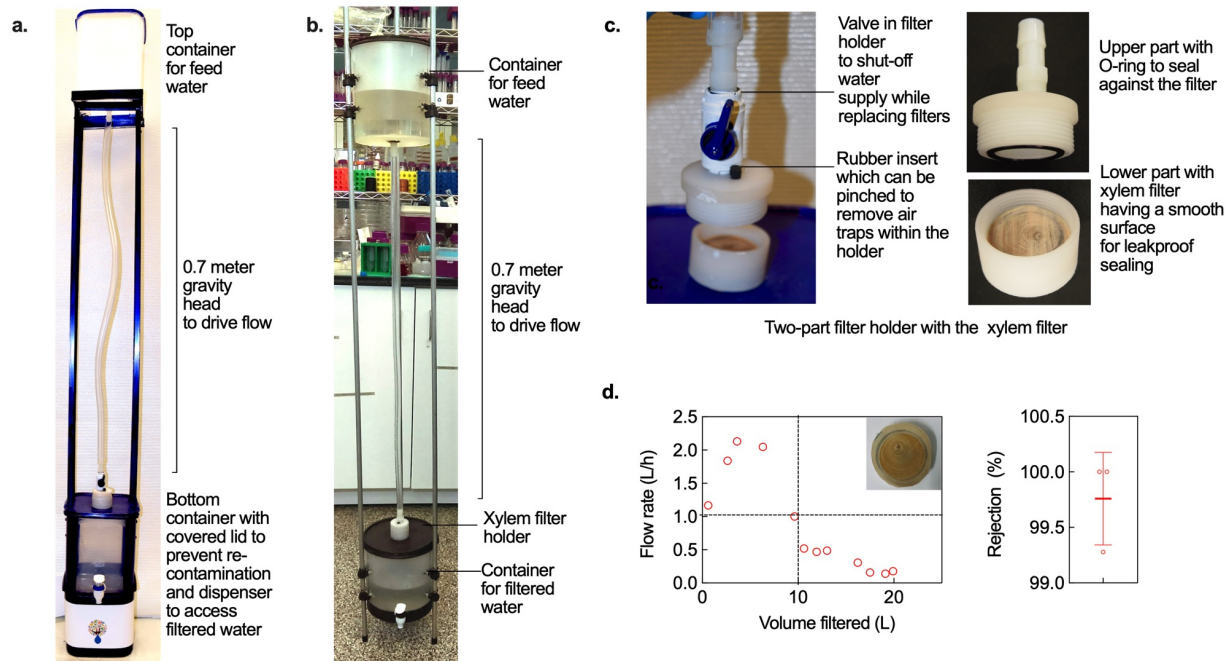 a.
Top
container
for feed
water
0.7 meter
gravity
head
to drive flow
Bottom
container with
covered lid to
prevent re-
contamination
and dispenser
to access
filtered water
b.
Container
for feed
water
0.7 meter
gravity
head
to drive flow
Xylem filter
holder
Container
for filtered
water
c.
Valve in filter
holder
to shut-off
water
supply while
replacing filters
Rubber insert
which can be
pinched to
remove air
traps within the
holder
c.
Upper part with
O-ring to seal
against the filter
Lower part with
xylem filter
having a smooth
surface
for leakproof
sealing
Two-part filter holder with the xylem filter
d.
Flow rate (L/h)
2.5
2.0
1.5
1.0
0.5
0.0
0 10 20
Volume filtered (L)
Rejection (%)
100.5
100.0
99.5
99.0